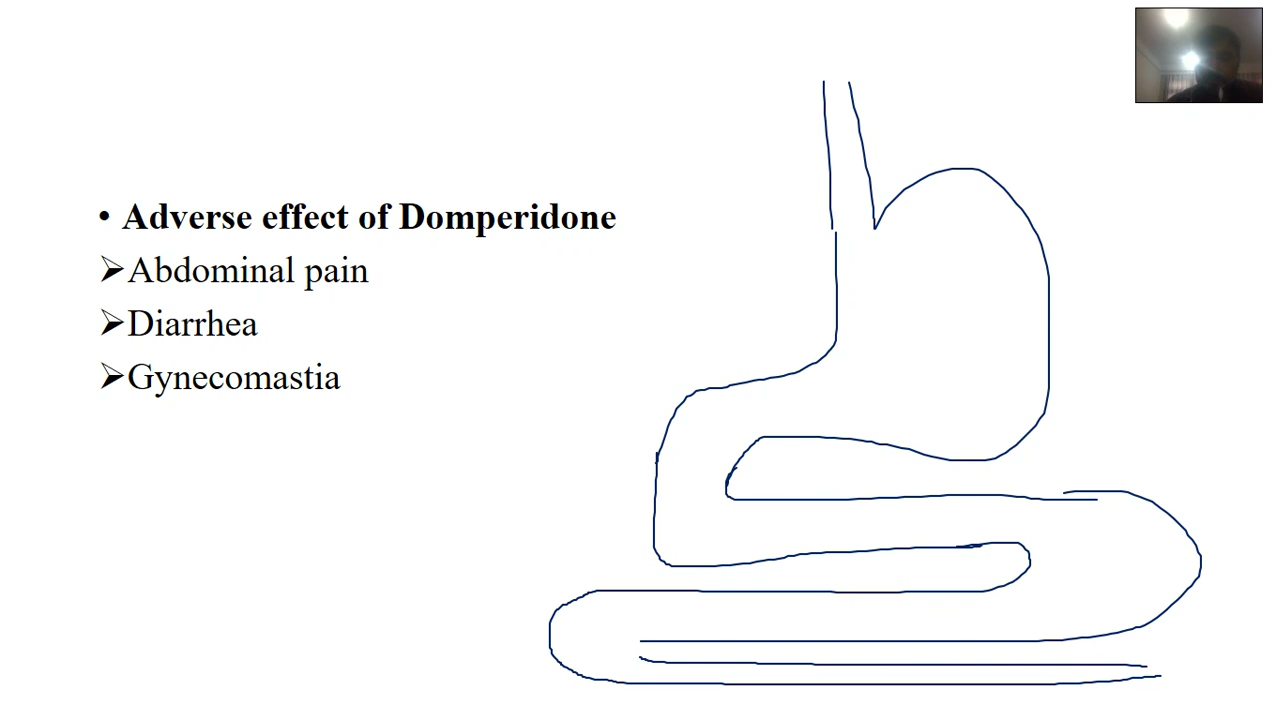 • Adverse effect of Domperidone
➢Abdominal pain
➢Diarrhea
➢Gynecomastia